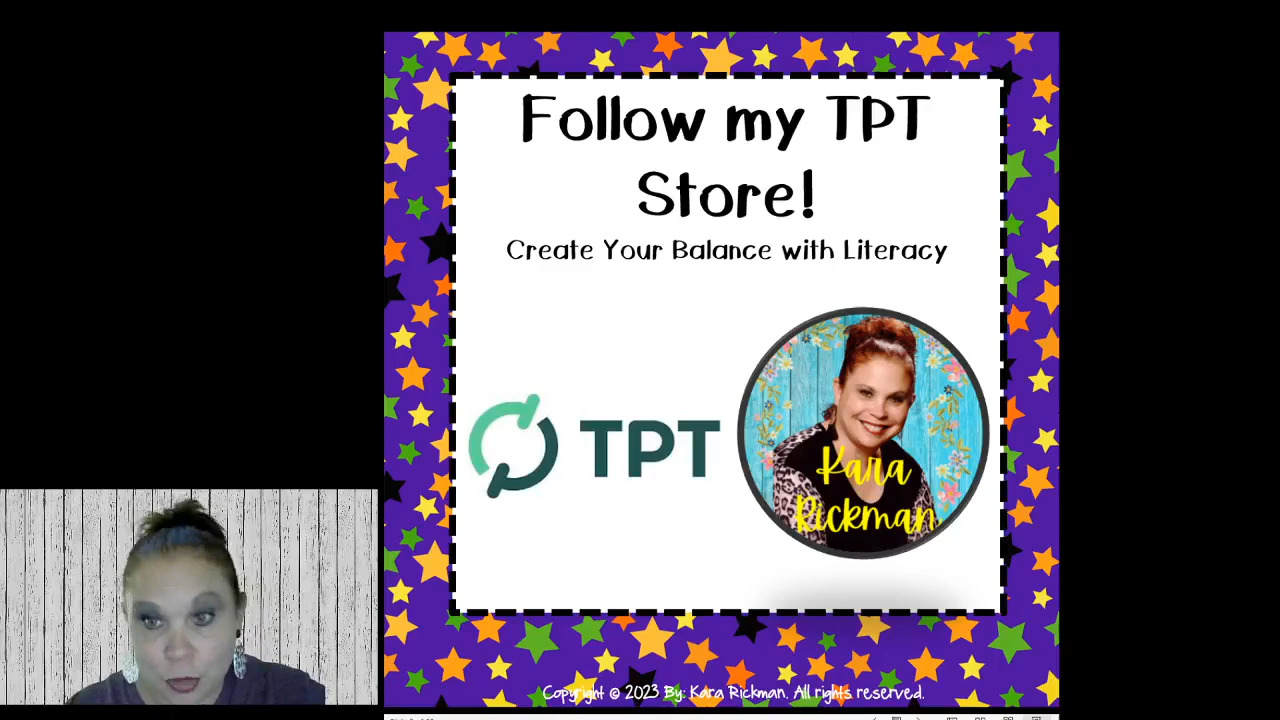 Follow my TPT
Store!
Create Your Balance with Literacy
TPT
Kara
Rickman
Copyright © 2023 By: Kara Rickman. All rights reserved.